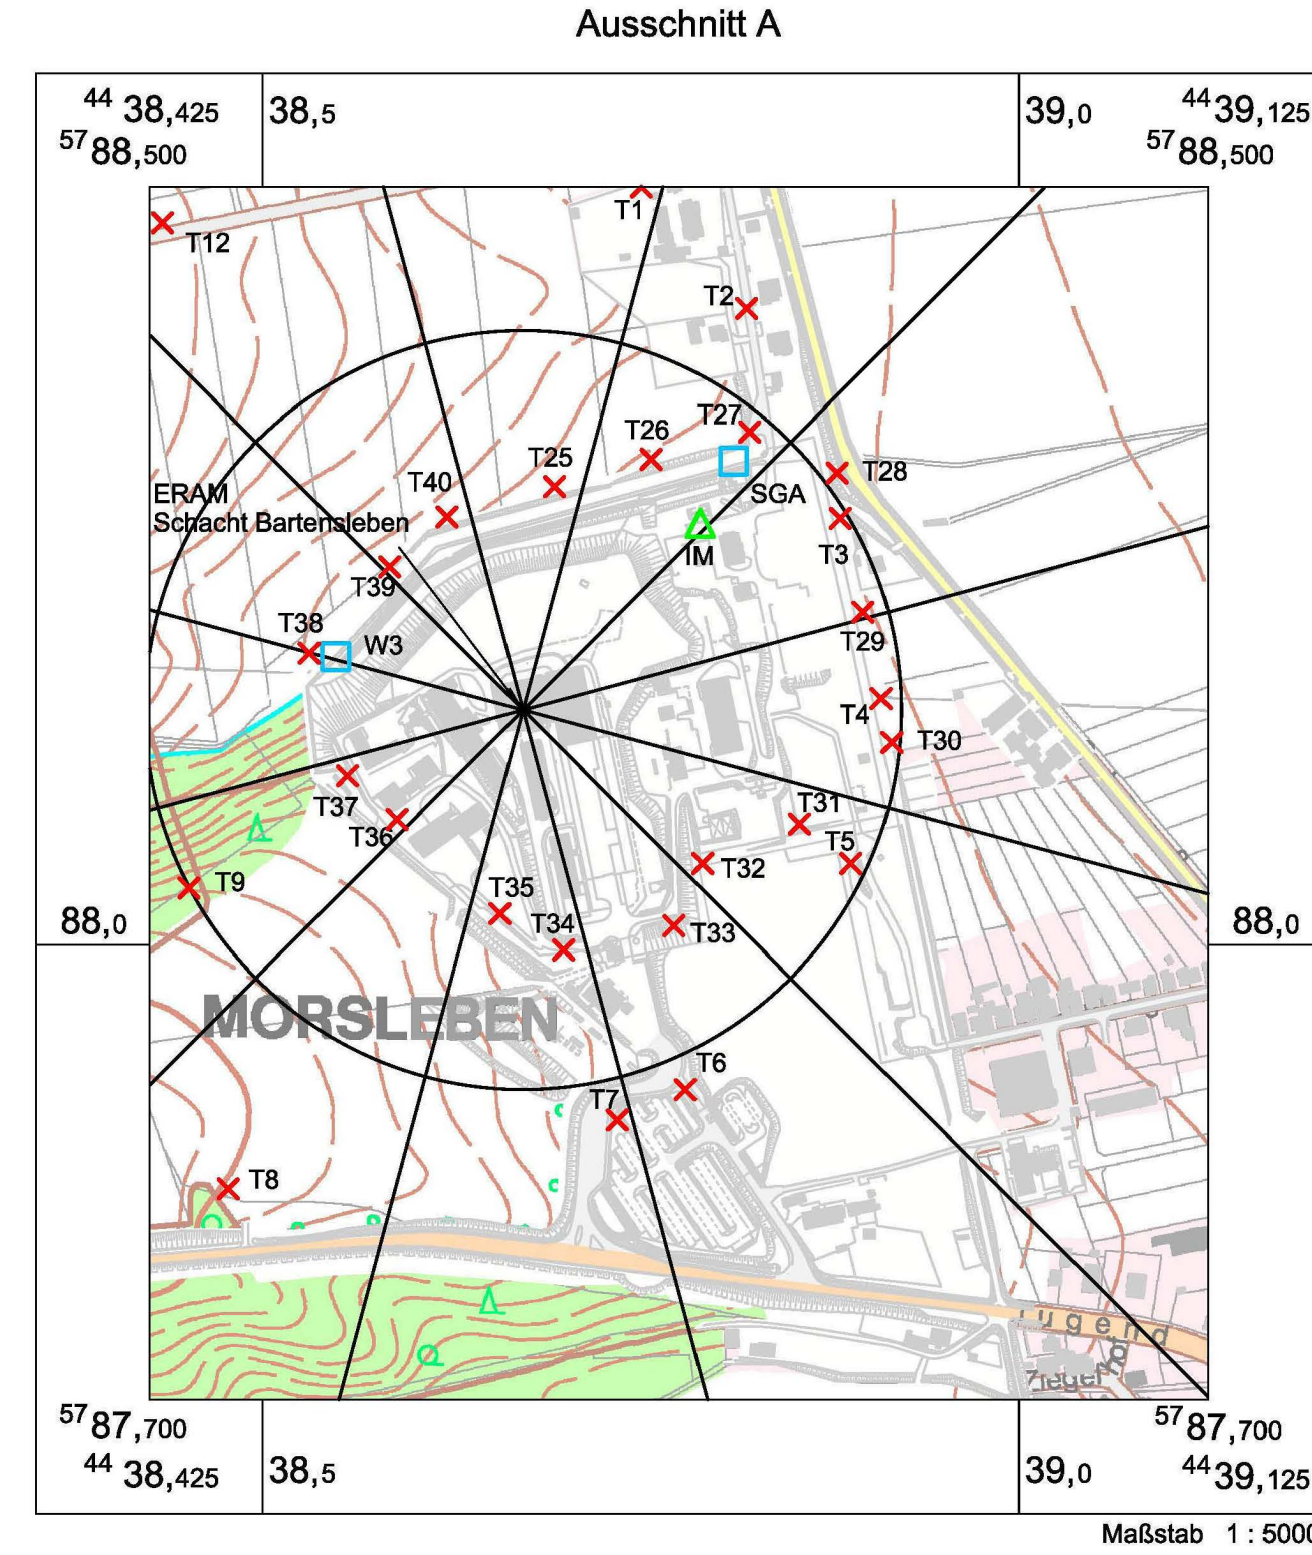 Ausschnitt A
44 38,425
57 88,500
38,5
39,0
44 39,125
57 88,500
T1
T12
T2
T27
T26
T25
T28
T40
SGA
ERAM
Schacht Bartensleben
T3
IM
T39
T38
W3
T29
T4
T30
T37
T31
T36
T5
T32
T9
T35
T34
T33
88,0
88,0
MORSLEBEN
T6
T7
T8
Jugend
Ziegelhof
57 87,700
44 38,425
38,5
39,0
57 87,700
44 39,125
Maßstab 1 : 5000